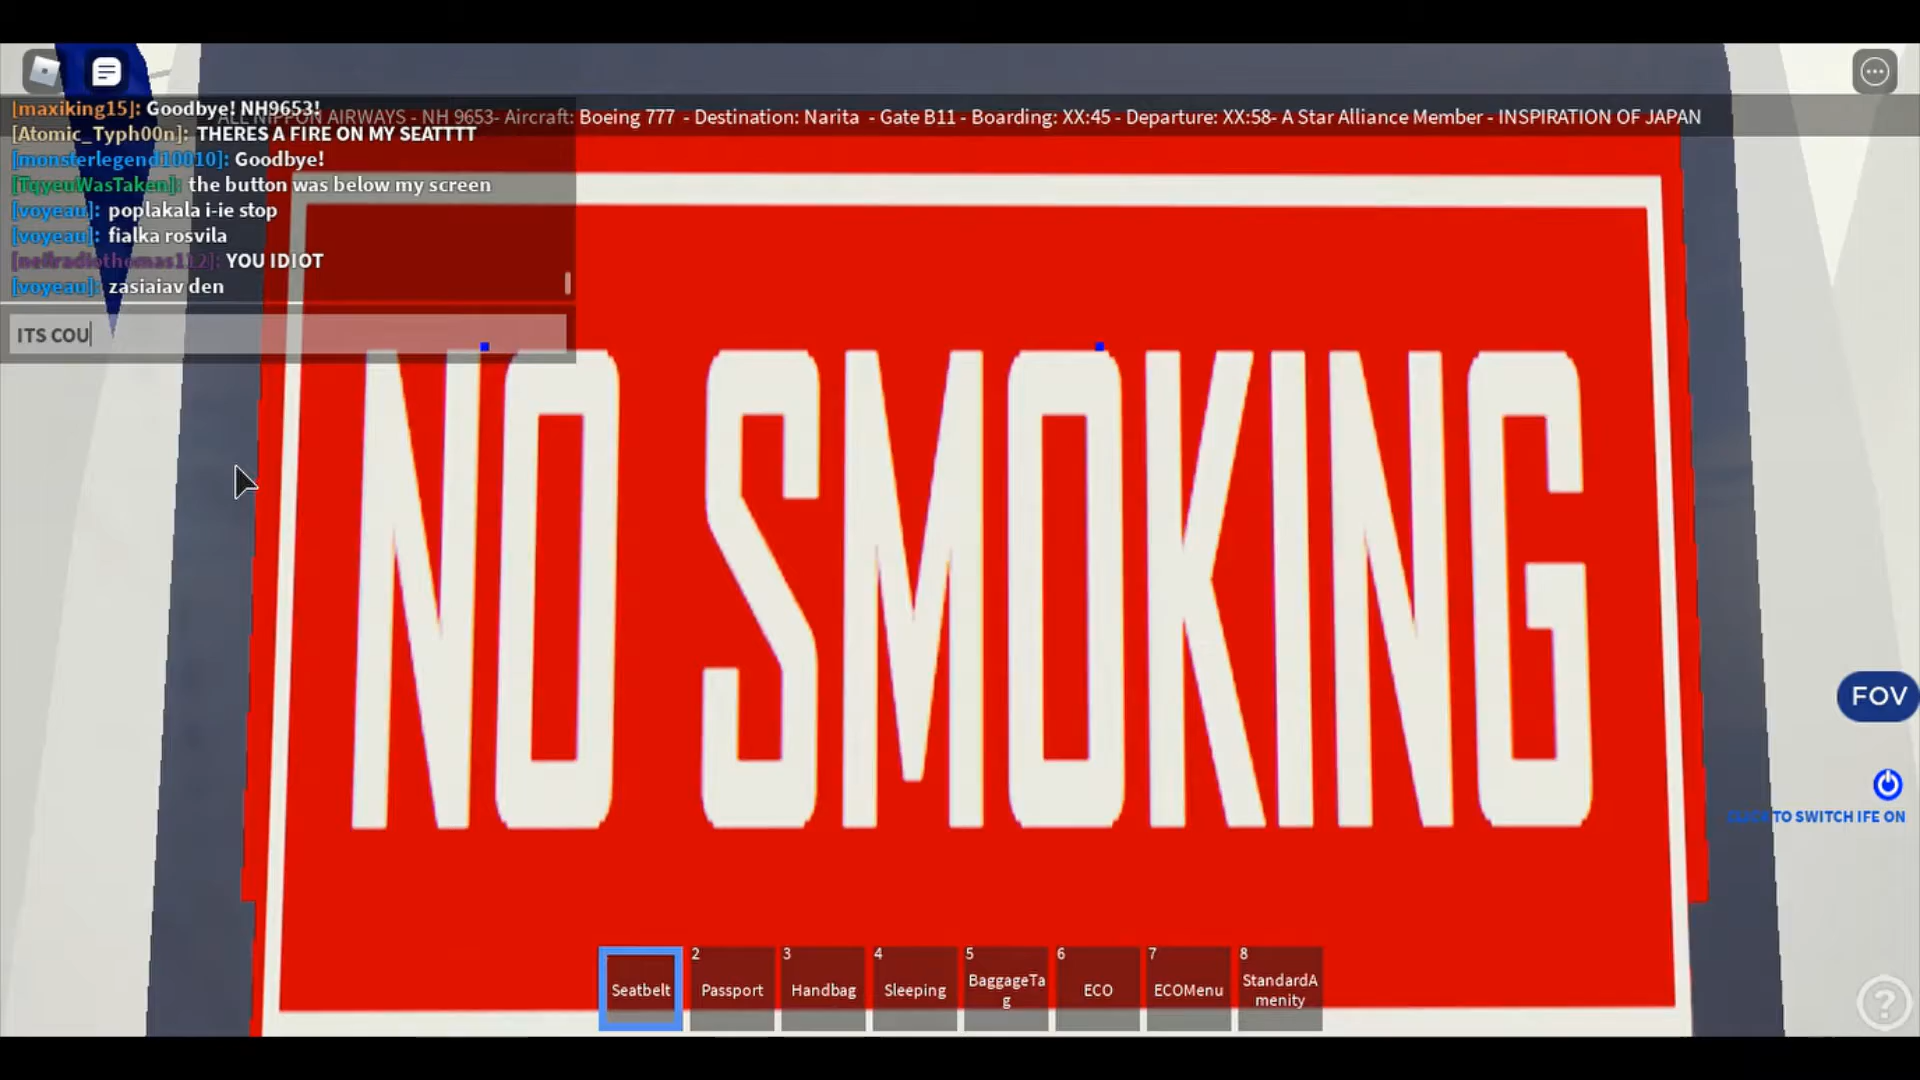 [maxiking15]: Goodbye! NH9653!
ALL NIPPON AIRWAYS - NH 9653- Aircraft: Boeing 777 - Destination: Narita - Gate B11 - Boarding: XX:45 - Departure: XX:58- A Star Alliance Member - INSPIRATION OF JAPAN
[Atomic_Typh00n]: THERES A FIRE ON MY SEATTTT
[monsterlegend10010]: Goodbye!
[TqyeuWasTaken]: the button was below my screen
[voyeau]: poplakala i-ie stop
[voyeau]: fialka rosvila
YOU IDIOT
[voyeau]: zasiaiav den
ITS COU
NO SMOKING
FOV
CLICK TO SWITCH IFE ON
Seatbelt
2 Passport
3 Handbag
4 Sleeping
5 BaggageTa
g
6 ECO
7 ECOMenu
8 StandardA
menity
?